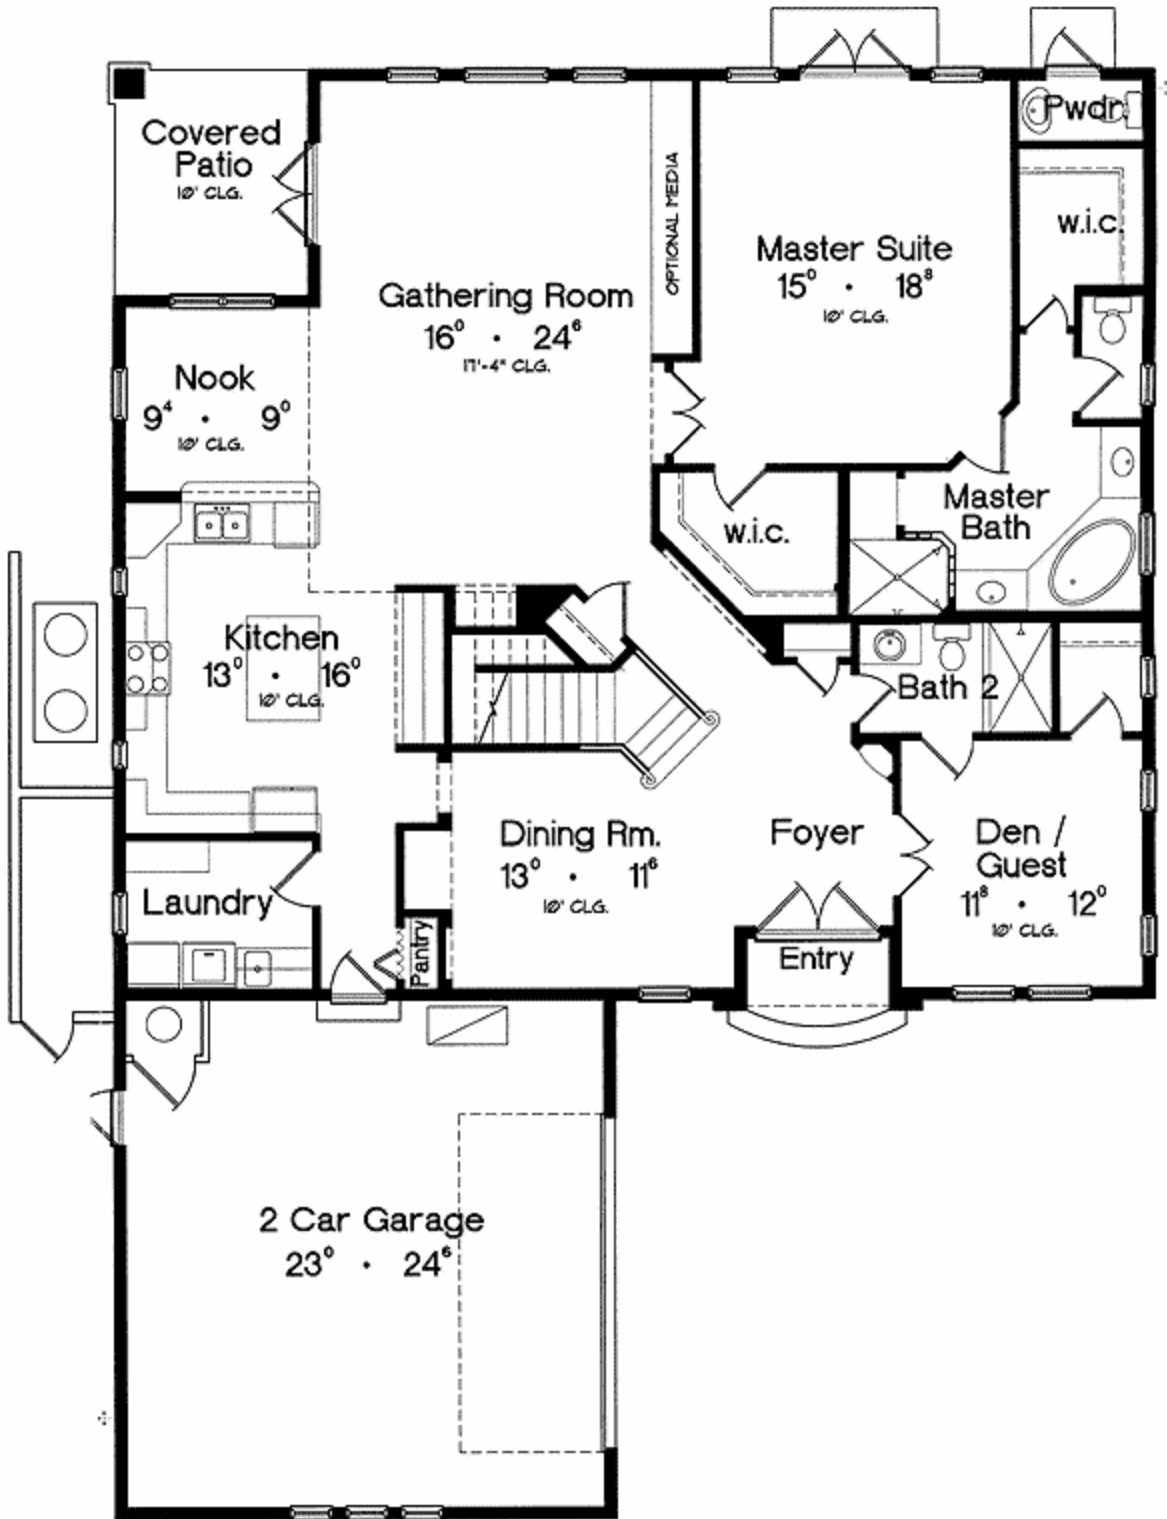 Pwdr.
Covered
Patio
10' CLG.
OPTIONAL MEDIA
w.i.c.
Master Suite
15⁰ · 18⁸
10' CLG.
Gathering Room
16⁰ · 24⁶
17'-4" CLG.
Nook
9⁴ · 9⁰
10' CLG.
Master
Bath
w.i.c.
Kitchen
13⁰ · 16⁰
10' CLG.
Bath 2
Dining Rm.
13⁰ · 11⁶
10' CLG.
Foyer
Den /
Guest
11⁸ · 12⁰
10' CLG.
Laundry
Pantry
Entry
2 Car Garage
23⁰ · 24⁶